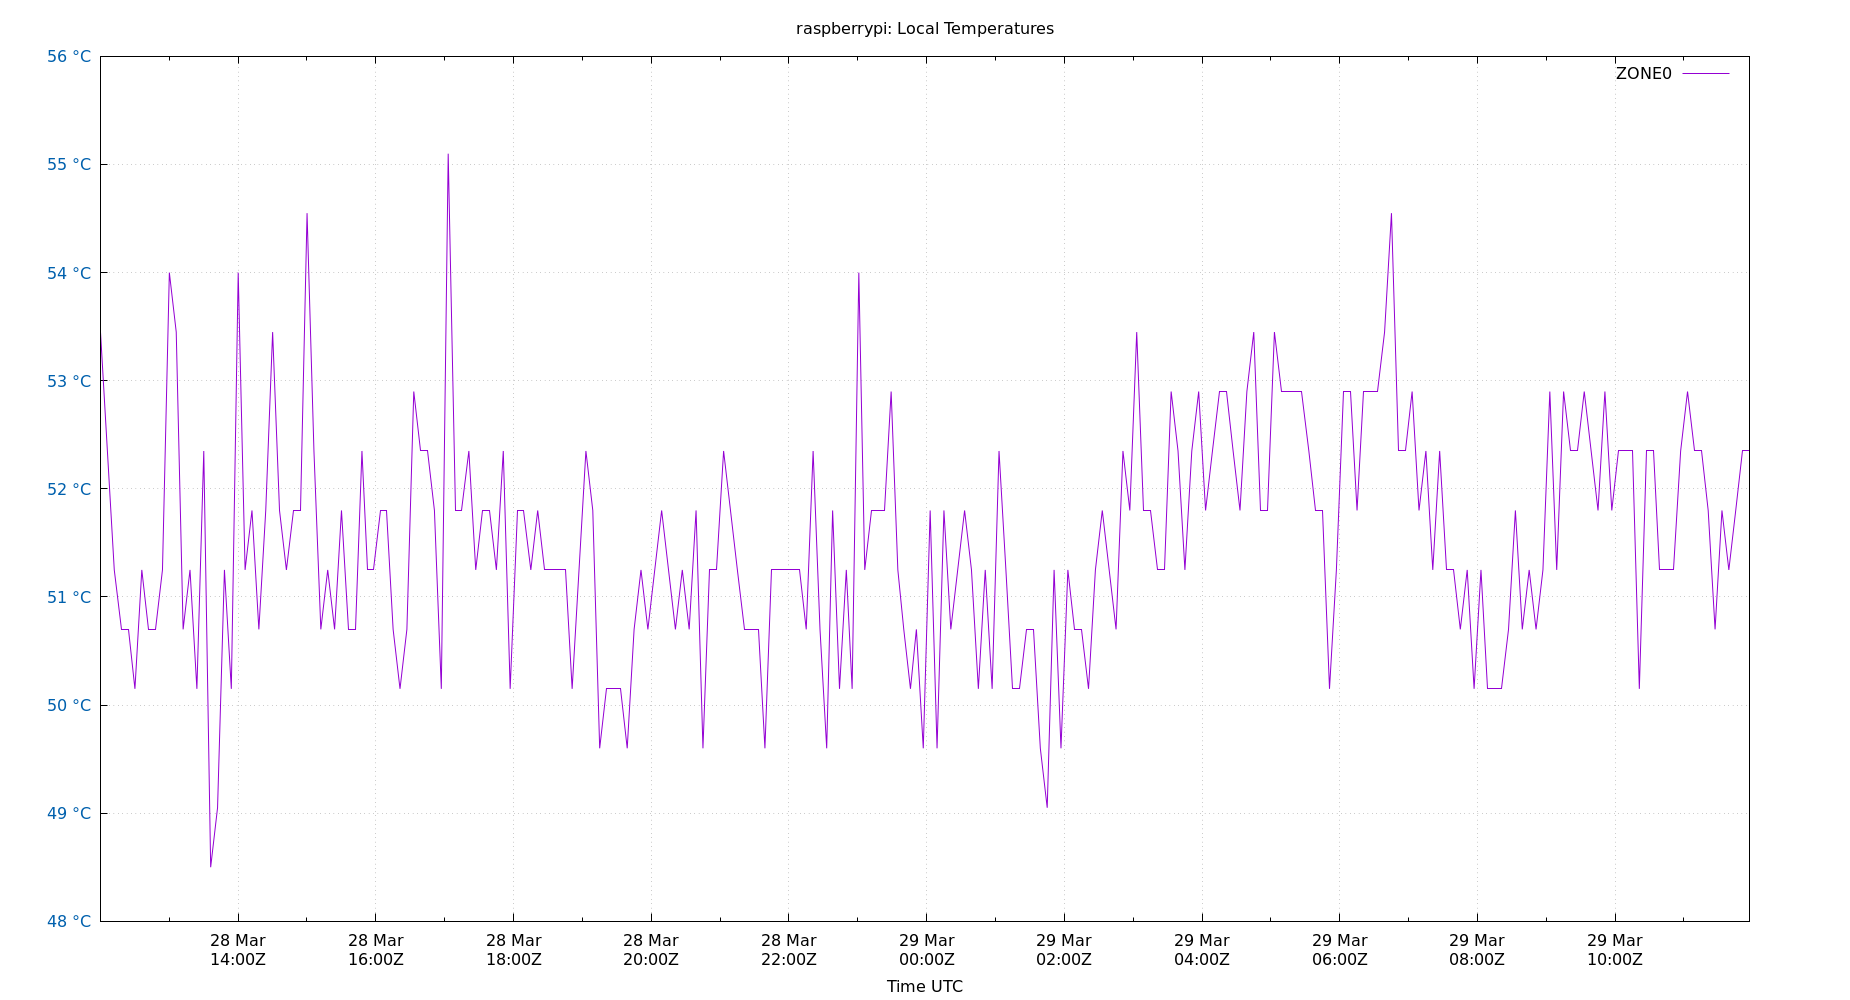 raspberrypi: Local Temperatures
56 °C
ZONE0
55 °C
54 °C
53 °C
52 °C
51 °C
50 °C
49 °C
48 °C
28 Mar 28 Mar 28 Mar 28 Mar 28 Mar 29 Mar 29 Mar 29 Mar 29 Mar 29 Mar 29 Mar
14:00Z 16:00Z 18:00Z 20:00Z 22:00Z 00:00Z 02:00Z 04:00Z 06:00Z 08:00Z 10:00Z
Time UTC